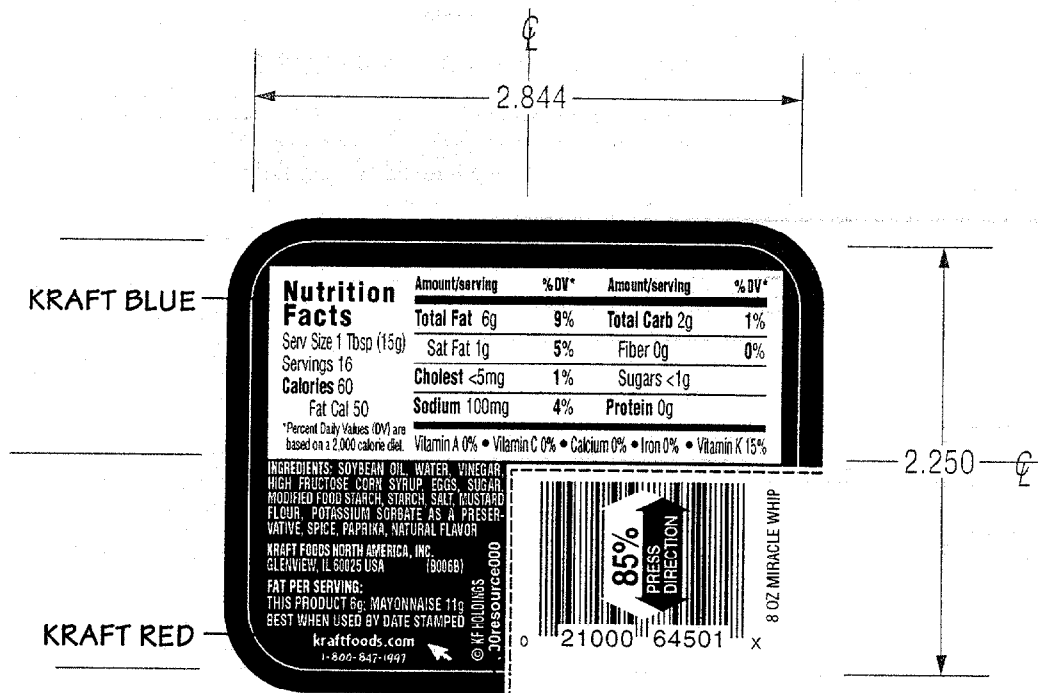 ℄
2.844
KRAFT BLUE
Nutrition
Facts
Serv Size 1 Tbsp (15g)
Servings 16
Calories 60
Fat Cal 50
*Percent Daily Values (DV) are
based on a 2,000 calorie diet.
Amount/serving %DV* Amount/serving %DV*
Total Fat 6g 9% Total Carb 2g 1%
Sat Fat 1g 5% Fiber 0g 0%
Cholest <5mg 1% Sugars <1g
Sodium 100mg 4% Protein 0g
Vitamin A 0% • Vitamin C 0% • Calcium 0% • Iron 0% • Vitamin K 15%
2.250 ℄
INGREDIENTS: SOYBEAN OIL, WATER, VINEGAR,
HIGH FRUCTOSE CORN SYRUP, EGGS, SUGAR,
MODIFIED FOOD STARCH, STARCH, SALT, MUSTARD
FLOUR, POTASSIUM SORBATE AS A PRESER-
VATIVE, SPICE, PAPRIKA, NATURAL FLAVOR
KRAFT FOODS NORTH AMERICA, INC.
GLENVIEW, IL 60025 USA (B006B)
FAT PER SERVING:
THIS PRODUCT 6g; MAYONNAISE 11g
BEST WHEN USED BY DATE STAMPED
KRAFT RED
kraftfoods.com
1-800-847-1997
© KF HOLDINGS
00resource000
85%
PRESS
DIRECTION
8 OZ MIRACLE WHIP
0 21000 64501 X